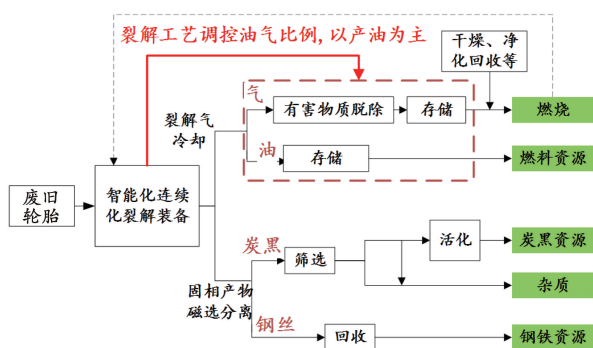 裂解工艺调控油气比例, 以产油为主
干燥、净
化回收等
气
有害物质脱除
存储
燃烧
裂解气
冷却
油
存储
燃料资源
废旧
轮胎
智能化连续
化裂解装备
炭黑
筛选
活化
炭黑资源
杂质
固相产物
磁选分离
钢丝
回收
钢铁资源